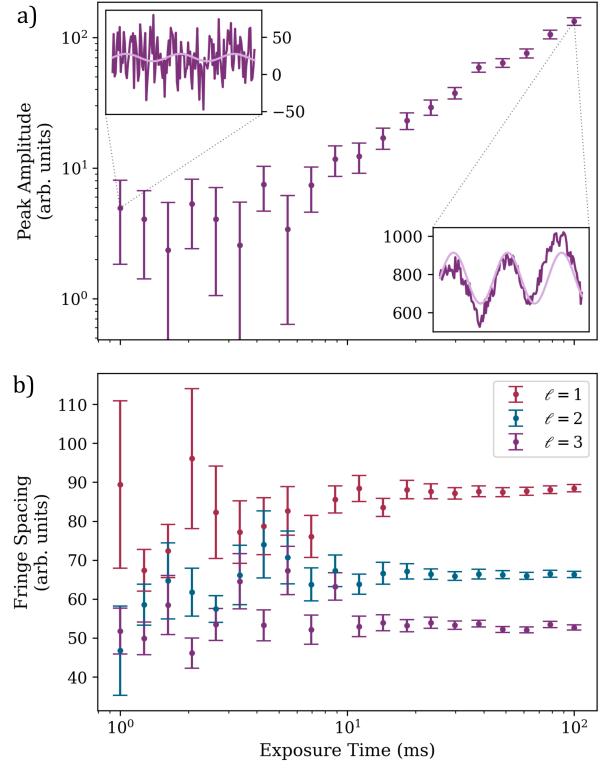 a)
Peak Amplitude
(arb. units)
10²
10¹
10⁰
50
0
−50
1000
800
600
b)
Fringe Spacing
(arb. units)
110
100
90
80
70
60
50
40
ℓ = 1
ℓ = 2
ℓ = 3
10⁰ 10¹ 10²
Exposure Time (ms)